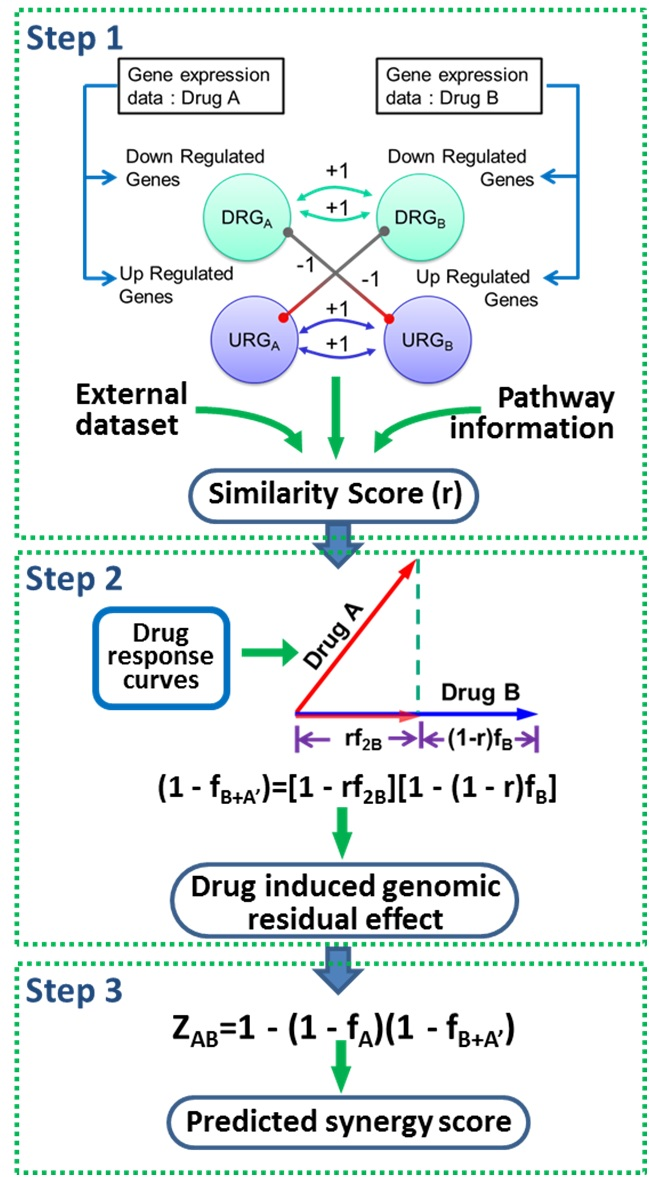 Step 1
Gene expression
data : Drug A
Gene expression
data : Drug B
Down Regulated
Genes
Down Regulated
Genes
+1
+1
DRG_A
DRG_B
-1
-1
Up Regulated
Genes
Up Regulated
Genes
+1
+1
URG_A
URG_B
External
dataset
Pathway
information
Similarity Score (r)
Step 2
Drug
response
curves
Drug A
Drug B
rf_2B
(1-r)f_B
(1 - f_B+A′)=[1 - rf_2B][1 - (1 - r)f_B]
Drug induced genomic
residual effect
Step 3
Z_AB=1 - (1 - f_A)(1 - f_B+A′)
Predicted synergy score